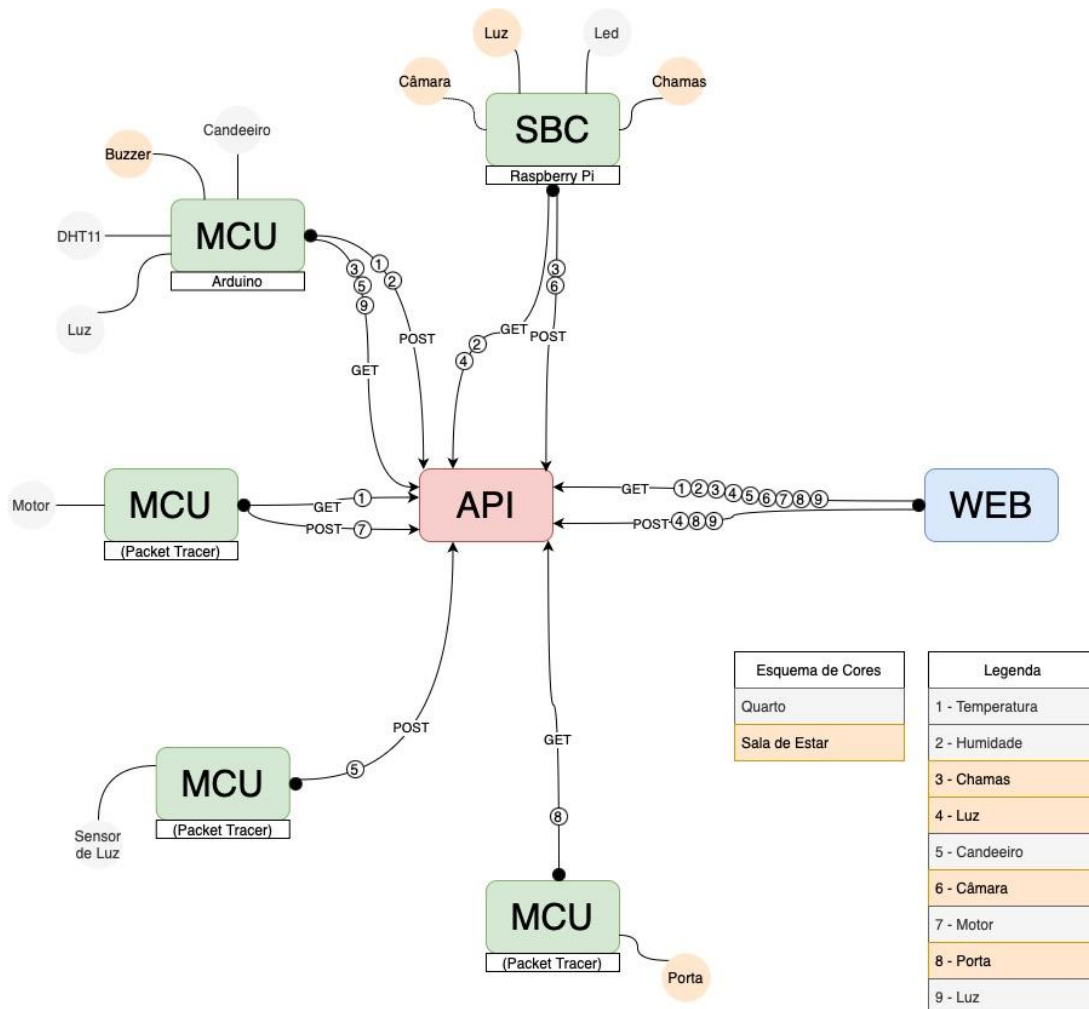 Luz
Led
Câmara
Chamas
SBC
Raspberry Pi
Candeeiro
Buzzer
DHT11
MCU
Arduino
Luz
3
5
9
1
2
POST
GET
3
6
GET
POST
2
4
Motor
MCU
(Packet Tracer)
GET
1
POST
7
API
GET
1 2 3 4 5 6 7 8 9
POST
4 8 9
WEB
POST
5
MCU
(Packet Tracer)
Sensor
de Luz
GET
8
MCU
(Packet Tracer)
Porta
Esquema de Cores
Quarto
Sala de Estar
Legenda
1 - Temperatura
2 - Humidade
3 - Chamas
4 - Luz
5 - Candeeiro
6 - Câmara
7 - Motor
8 - Porta
9 - Luz